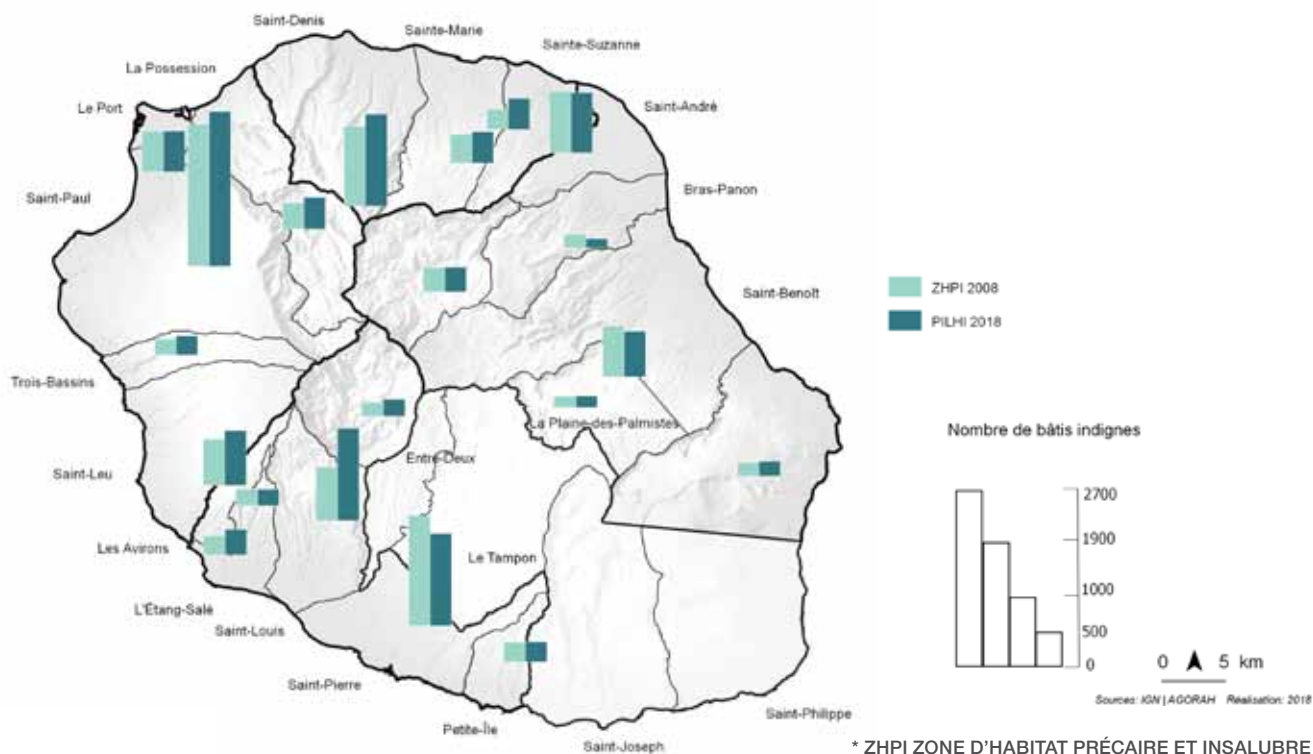 Saint-Denis
Sainte-Marie
Sainte-Suzanne
La Possession
Le Port
Saint-André
Saint-Paul
Bras-Panon
Saint-Benoît
Trois-Bassins
La Plaine-des-Palmistes
Entre-Deux
Saint-Leu
Les Avirons
Le Tampon
L'Étang-Salé
Saint-Louis
Saint-Pierre
Petite-Île
Saint-Joseph
Saint-Philippe
ZHPI 2008
PILHI 2018
Nombre de bâtis indignes
2700
1900
1000
500
0
0 5 km
Sources: IGN | AGORAH Réalisation: 2018
* ZHPI ZONE D'HABITAT PRÉCAIRE ET INSALUBRE